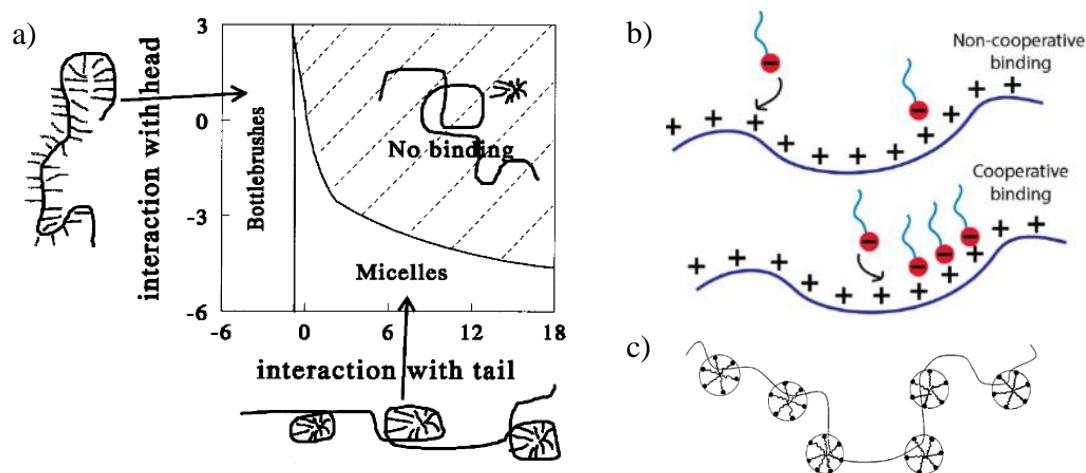 a)
interaction with head
3
0
-3
-6
Bottlebrushes
No binding
Micelles
-6
0
6
12
18
interaction with tail
b)
Non-cooperative
binding
+ + + + + + + + + +
Cooperative
binding
+ + + + + + + + + + +
c)